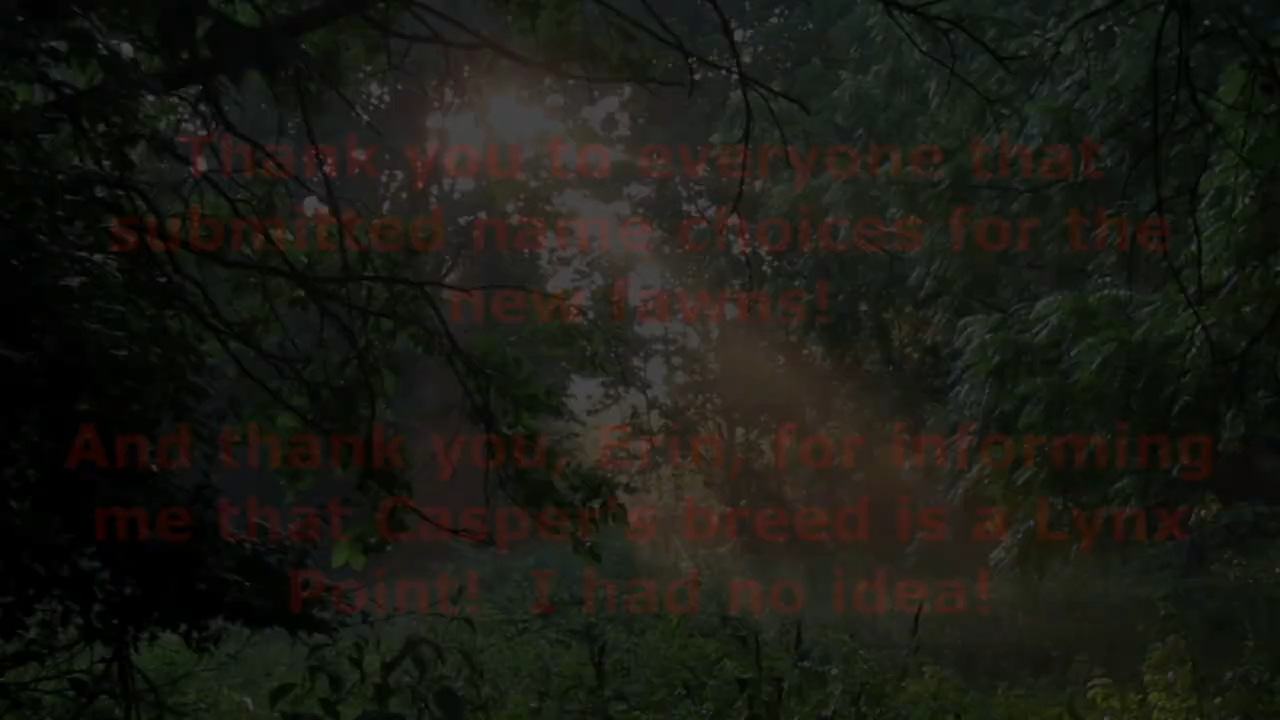 Thank you to everyone that
submitted name choices for the
new fawns!
And thank you, Erin, for informing
me that Casper's breed is a Lynx
Point!  I had no idea!